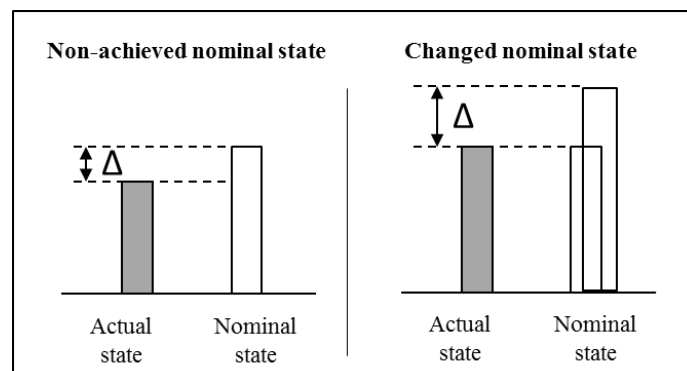 Non-achieved nominal state
Δ
Actual
state
Nominal
state
Changed nominal state
Δ
Actual
state
Nominal
state